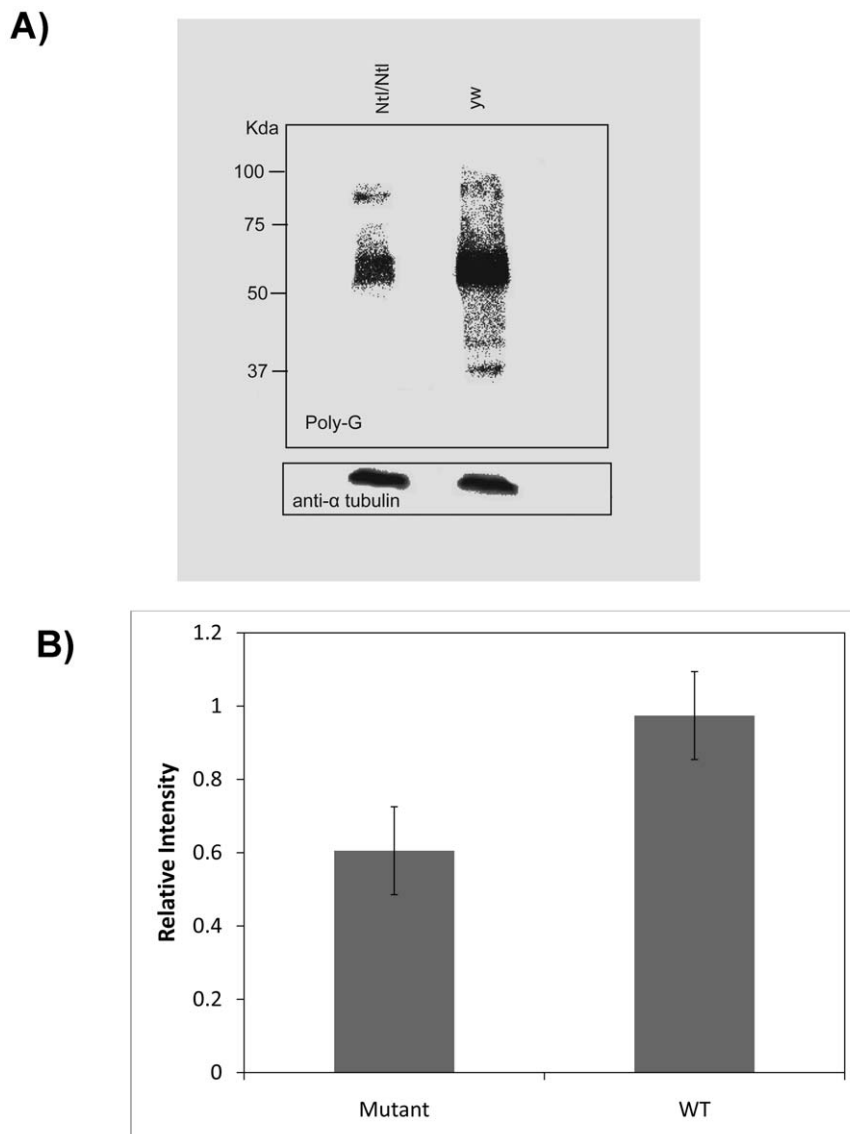 A)
Ntl/Ntl
yw
Kda
100
75
50
37
Poly-G
anti-α tubulin
B)
Relative Intensity
1.2
1
0.8
0.6
0.4
0.2
0
Mutant
WT